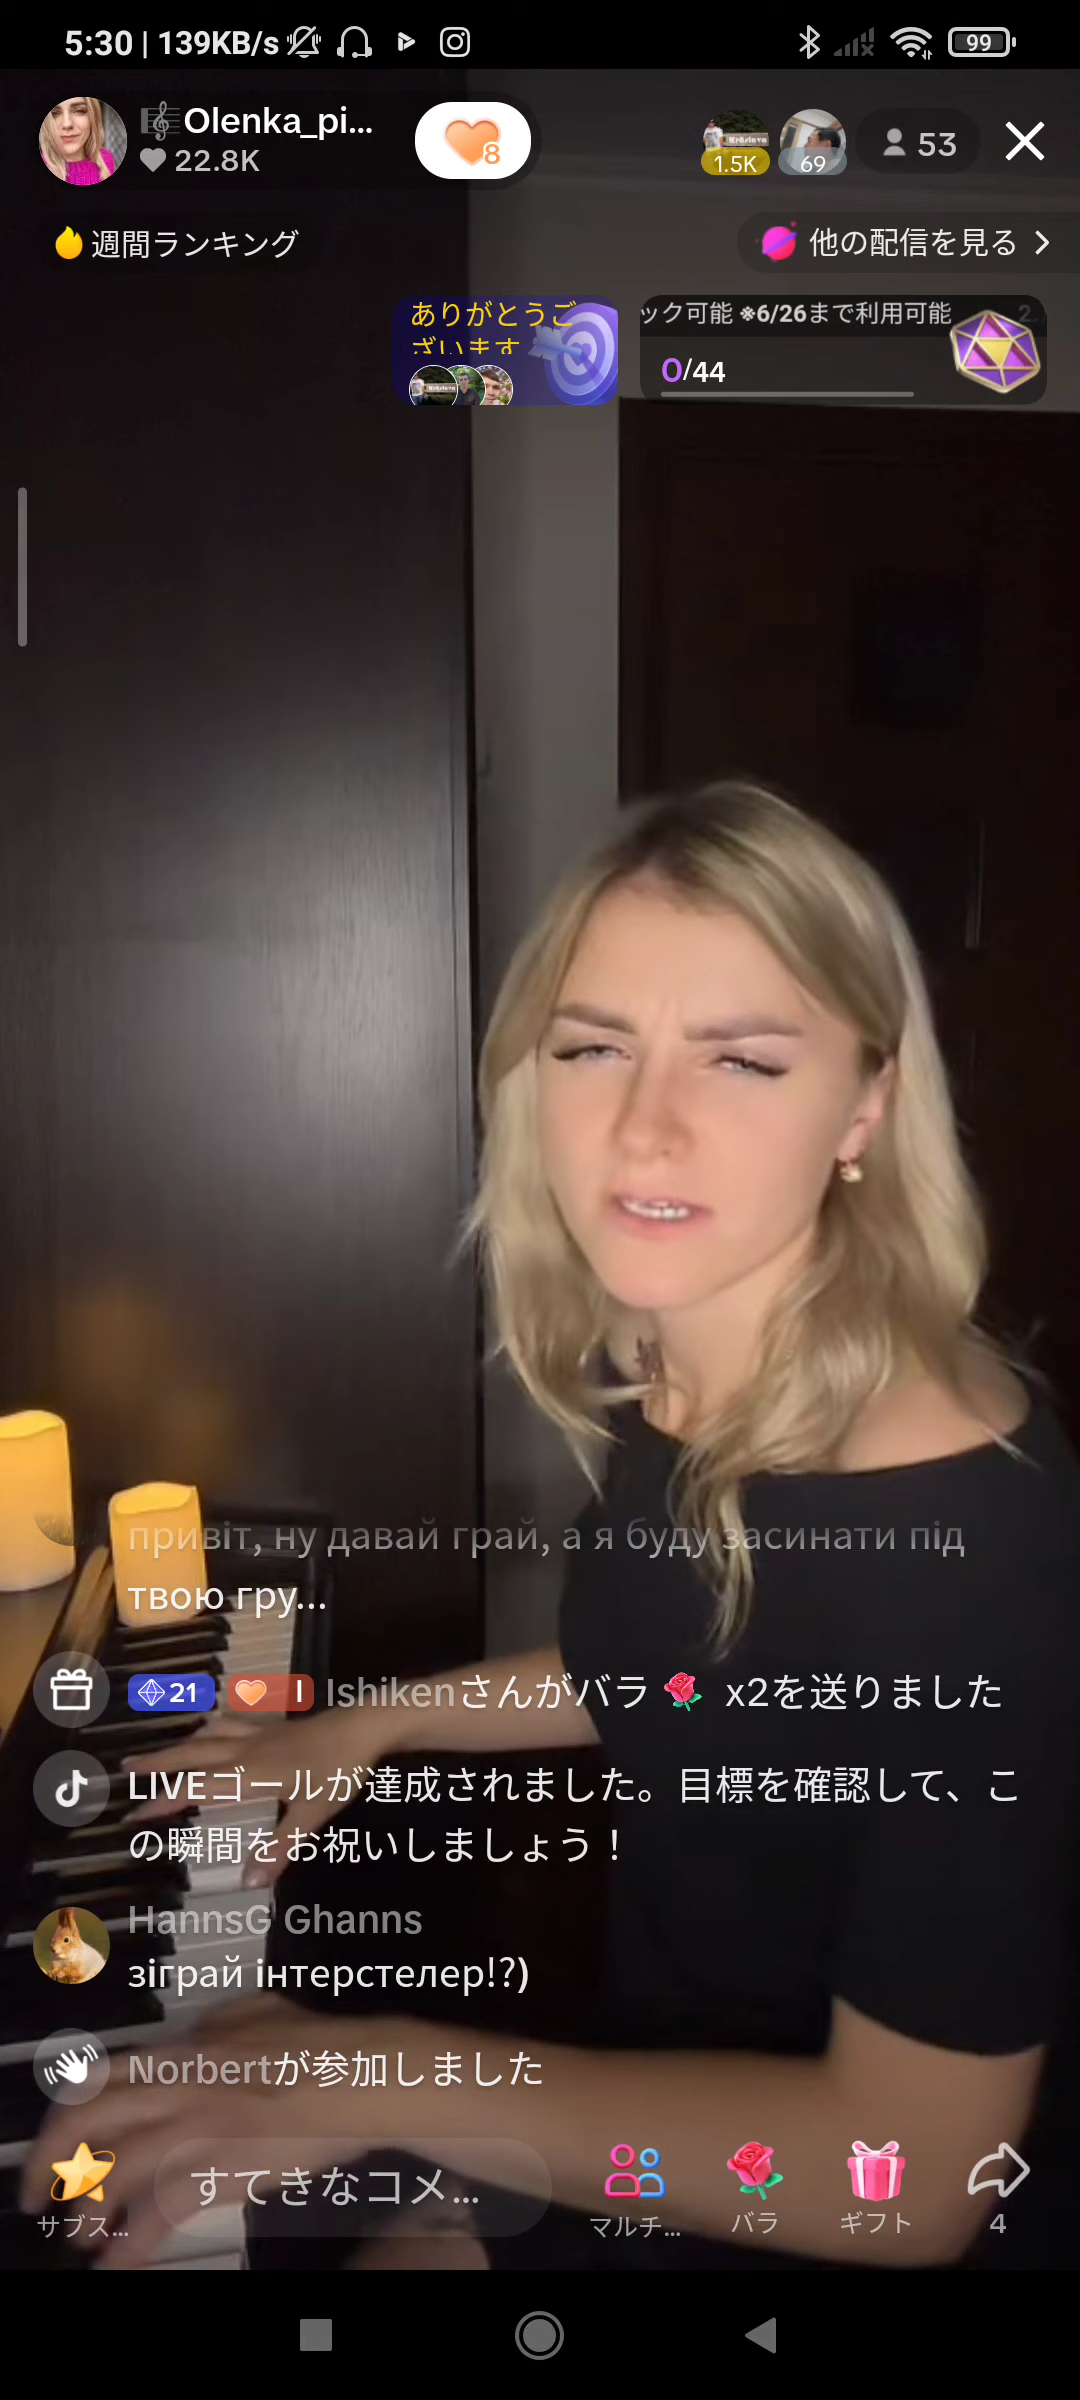 5:30 | 139KB/s
99
Olenka_pi...
22.8K
8
1.5K
69
53
週間ランキング
他の配信を見る
ありがとうご
ざいます
ック可能 ※6/26まで利用可能
0/44
привіт, ну давай грай, а я буду засинати під
твою гру...
21 I Ishikenさんがバラ x2を送りました
LIVEゴールが達成されました。目標を確認して、こ
の瞬間をお祝いしましょう！
HannsG Ghanns
зіграй інтерстелер!?)
Norbertが参加しました
すてきなコメ...
サブス...
マルチ...
バラ
ギフト
4